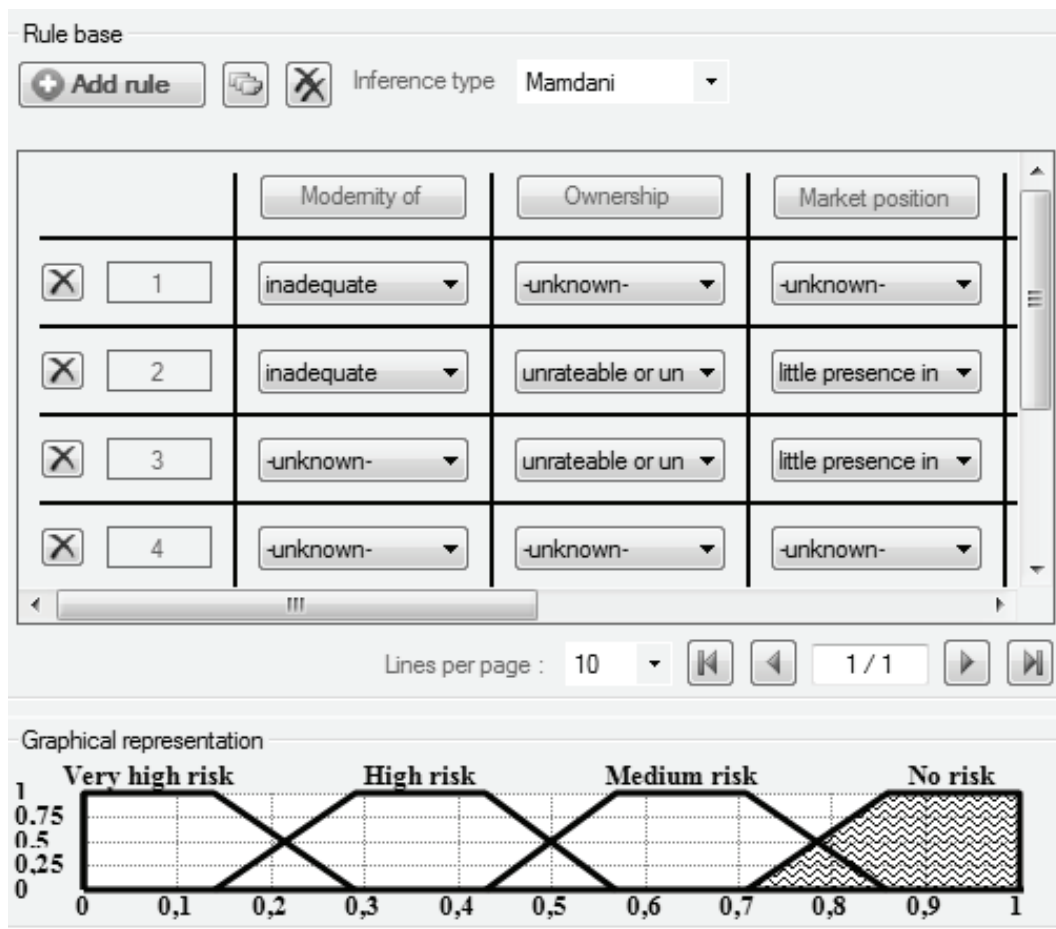 Rule base
Add rule Inference type Mamdani
Modernity of Ownership Market position
1 inadequate -unknown- -unknown-
2 inadequate unrateable or un little presence in
3 -unknown- unrateable or un little presence in
4 -unknown- -unknown- -unknown-
Lines per page : 10 1 / 1
Graphical representation
Very high risk High risk Medium risk No risk
1
0.75
0.5
0,25
0
0 0,1 0,2 0,3 0,4 0,5 0,6 0,7 0,8 0,9 1